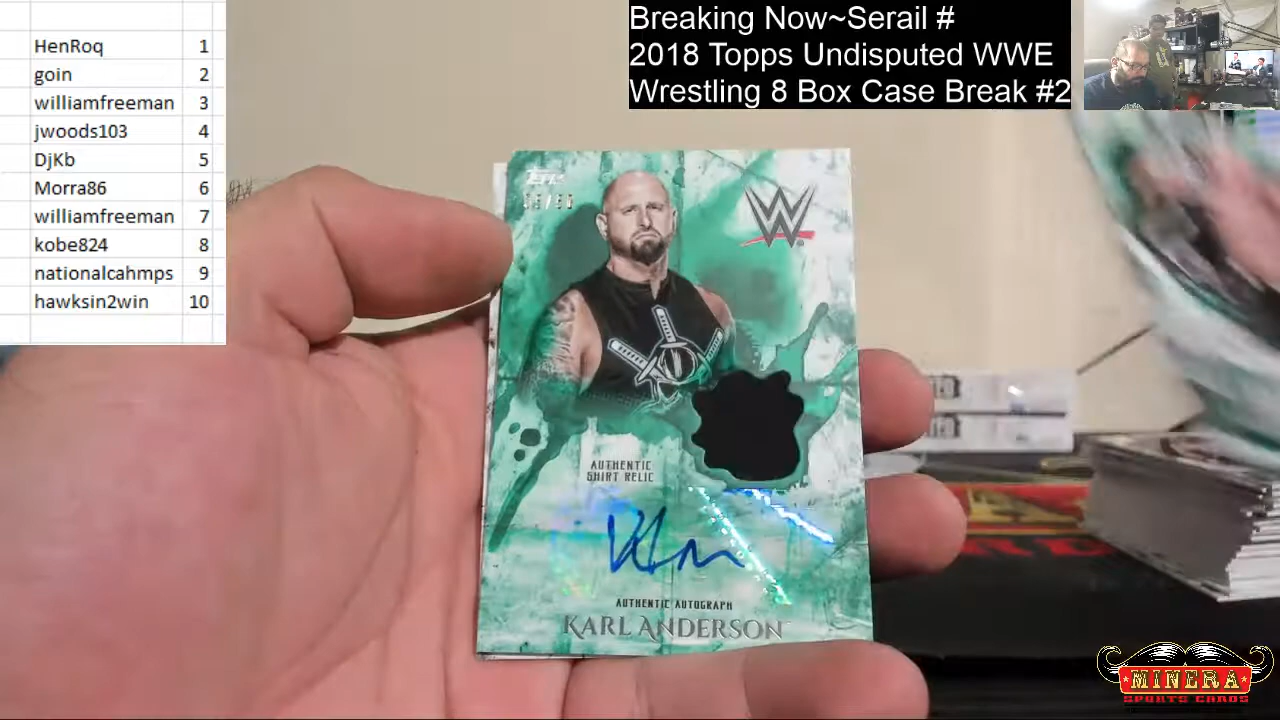 HenRoq 1
goin 2
williamfreeman 3
jwoods103 4
DjKb 5
Morra86 6
williamfreeman 7
kobe824 8
nationalcahmps 9
hawksin2win 10
Breaking Now~Serail #
2018 Topps Undisputed WWE
Wrestling 8 Box Case Break #2
Topps
W
AUTHENTIC
SHIRT RELIC
AUTHENTIC AUTOGRAPH
KARL ANDERSON
MINERA
SPORTS CARDS